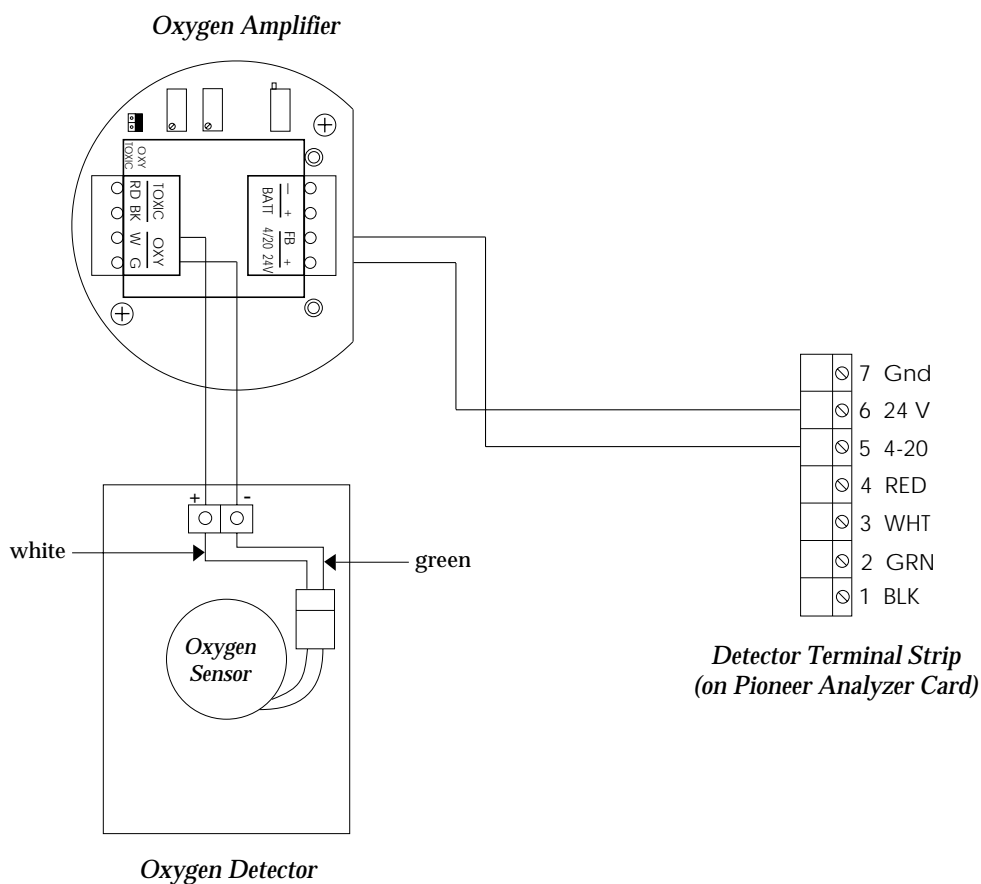 Oxygen Amplifier
OXY
TOXIC
RD BK W G
TOXIC OXY
BATT 4/20 24V
– + FB +
7 Gnd
6 24 V
5 4-20
4 RED
3 WHT
2 GRN
1 BLK
+ -
white
green
Oxygen
Sensor
Detector Terminal Strip
(on Pioneer Analyzer Card)
Oxygen Detector